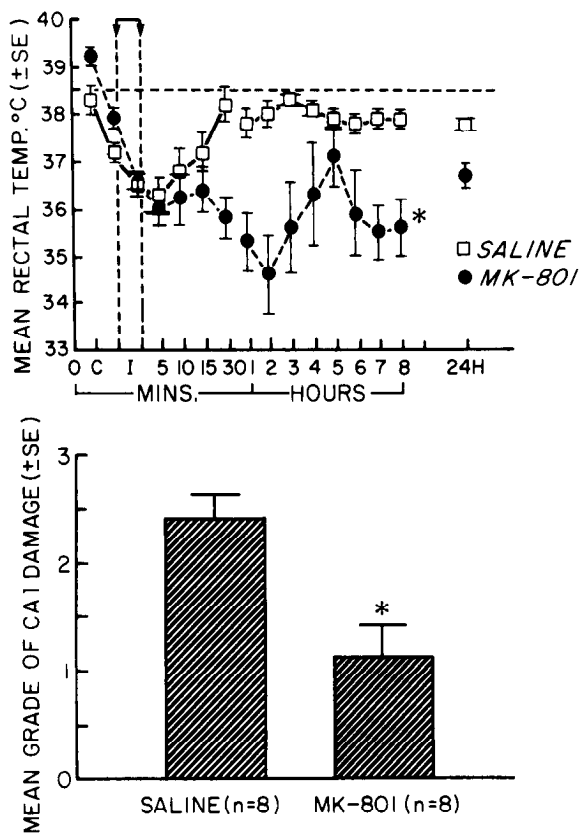 MEAN RECTAL TEMP. °C (±SE)
40
39
38
37
36
35
34
33
□ SALINE
● MK-801
*
0 C I 5 10 15 30 1 2 3 4 5 6 7 8 24H
MINS. HOURS
MEAN GRADE OF CA1 DAMAGE (±SE)
3
2
1
0
*
SALINE (n=8) MK-801 (n=8)